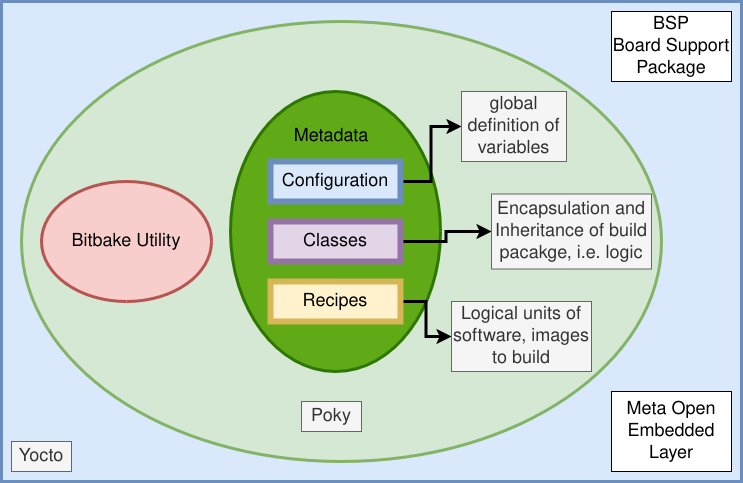 BSP
Board Support
Package
global
definition of
variables
Metadata
Configuration
Encapsulation and
Inheritance of build
pacakge, i.e. logic
Bitbake Utility
Classes
Recipes
Logical units of
software, images
to build
Poky
Meta Open
Embedded
Layer
Yocto